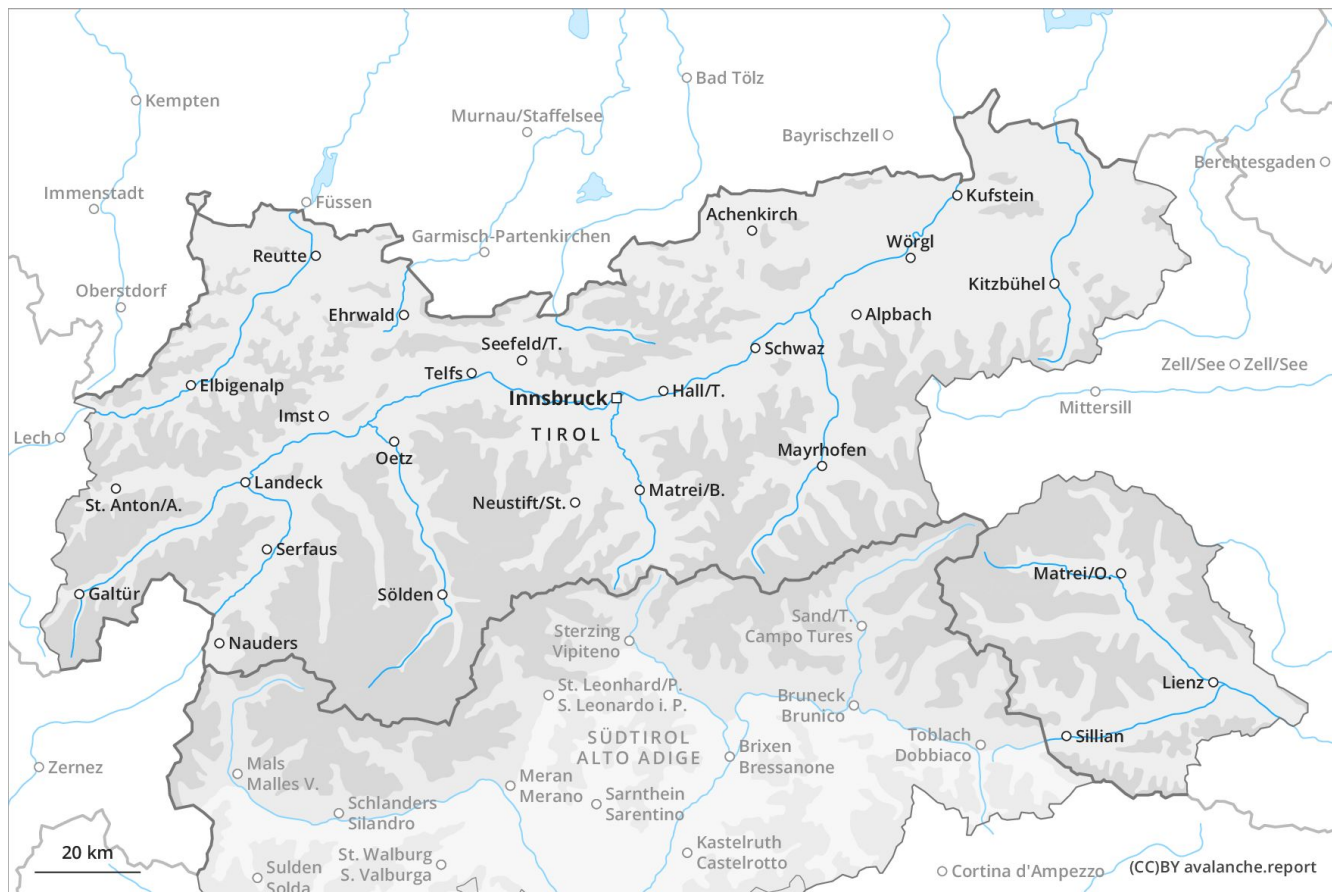 Bad Tölz
Kempten
Murnau/Staffelsee
Bayrischzell
Berchtesgaden
Immenstadt
Füssen
Kufstein
Achenkirch
Garmisch-Partenkirchen
Wörgl
Reutte
Oberstdorf
Kitzbühel
Ehrwald
Alpbach
Seefeld/T.
Schwaz
Zell/See
Zell/See
Telfs
Elbigenalp
Innsbruck
Hall/T.
Mittersill
Imst
Lech
TIROL
Oetz
Mayrhofen
Landeck
St. Anton/A.
Neustift/St.
Matrei/B.
Serfaus
Matrei/O.
Galtür
Sölden
Sand/T.
Campo Tures
Sterzing
Vipiteno
Nauders
Lienz
St. Leonhard/P.
S. Leonardo i. P.
Bruneck
Brunico
SÜDTIROL
ALTO ADIGE
Toblach
Dobbiaco
Sillian
Brixen
Bressanone
Zernez
Mals
Malles V.
Meran
Merano
Sarnthein
Sarentino
Schlanders
Silandro
Kastelruth
Castelrotto
20 km
St. Walburg
S. Valburga
Sulden
Solda
Cortina d'Ampezzo
(CC)BY avalanche.report